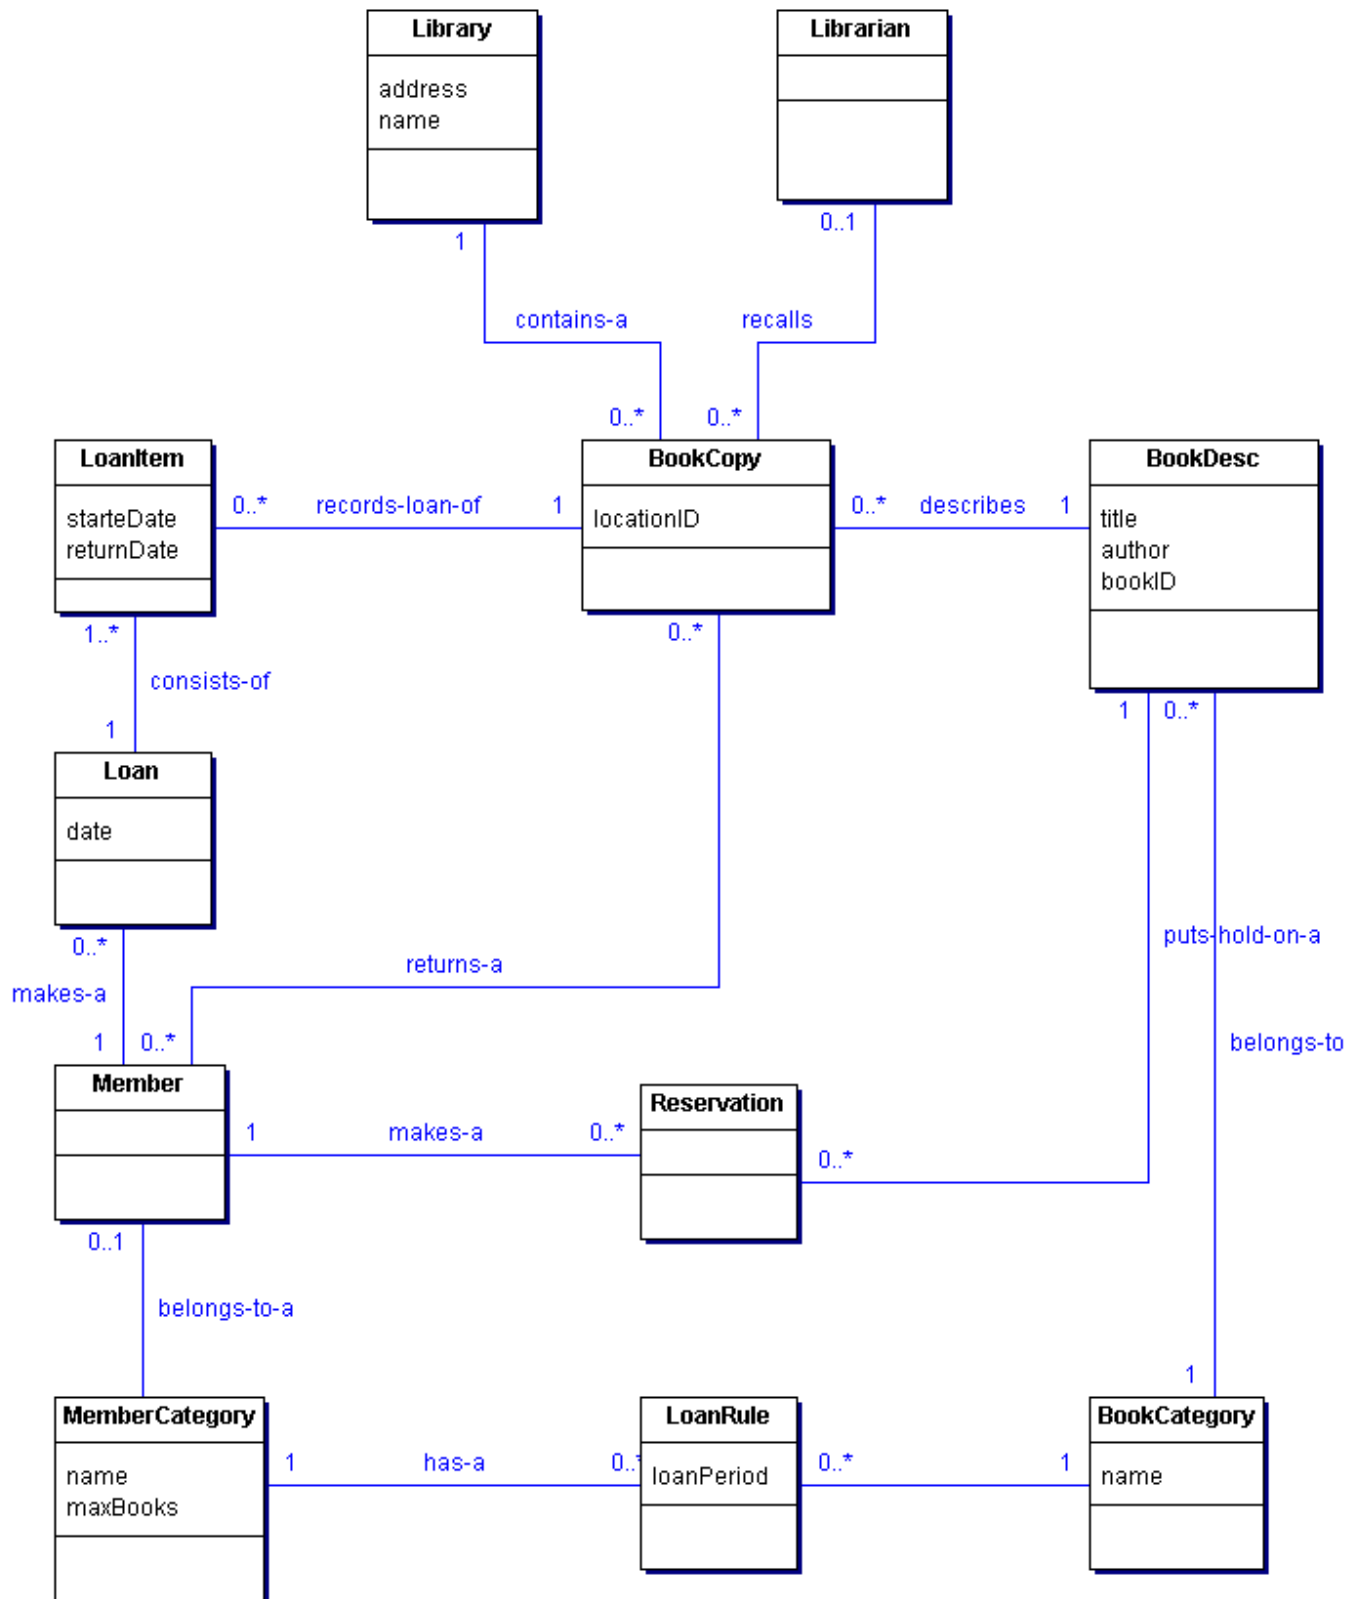 Library
Librarian
address
name
1
0..1
contains-a
recalls
0..*
0..*
LoanItem
BookCopy
BookDesc
starteDate
returnDate
0..*
records-loan-of
1
locationID
0..*
describes
1
title
author
bookID
1..*
0..*
consists-of
1
1
0..*
Loan
date
0..*
puts-hold-on-a
returns-a
makes-a
1
0..*
belongs-to
Member
Reservation
1
makes-a
0..*
0..*
0..1
belongs-to-a
1
MemberCategory
LoanRule
BookCategory
name
maxBooks
1
has-a
0..*
loanPeriod
0..*
1
name